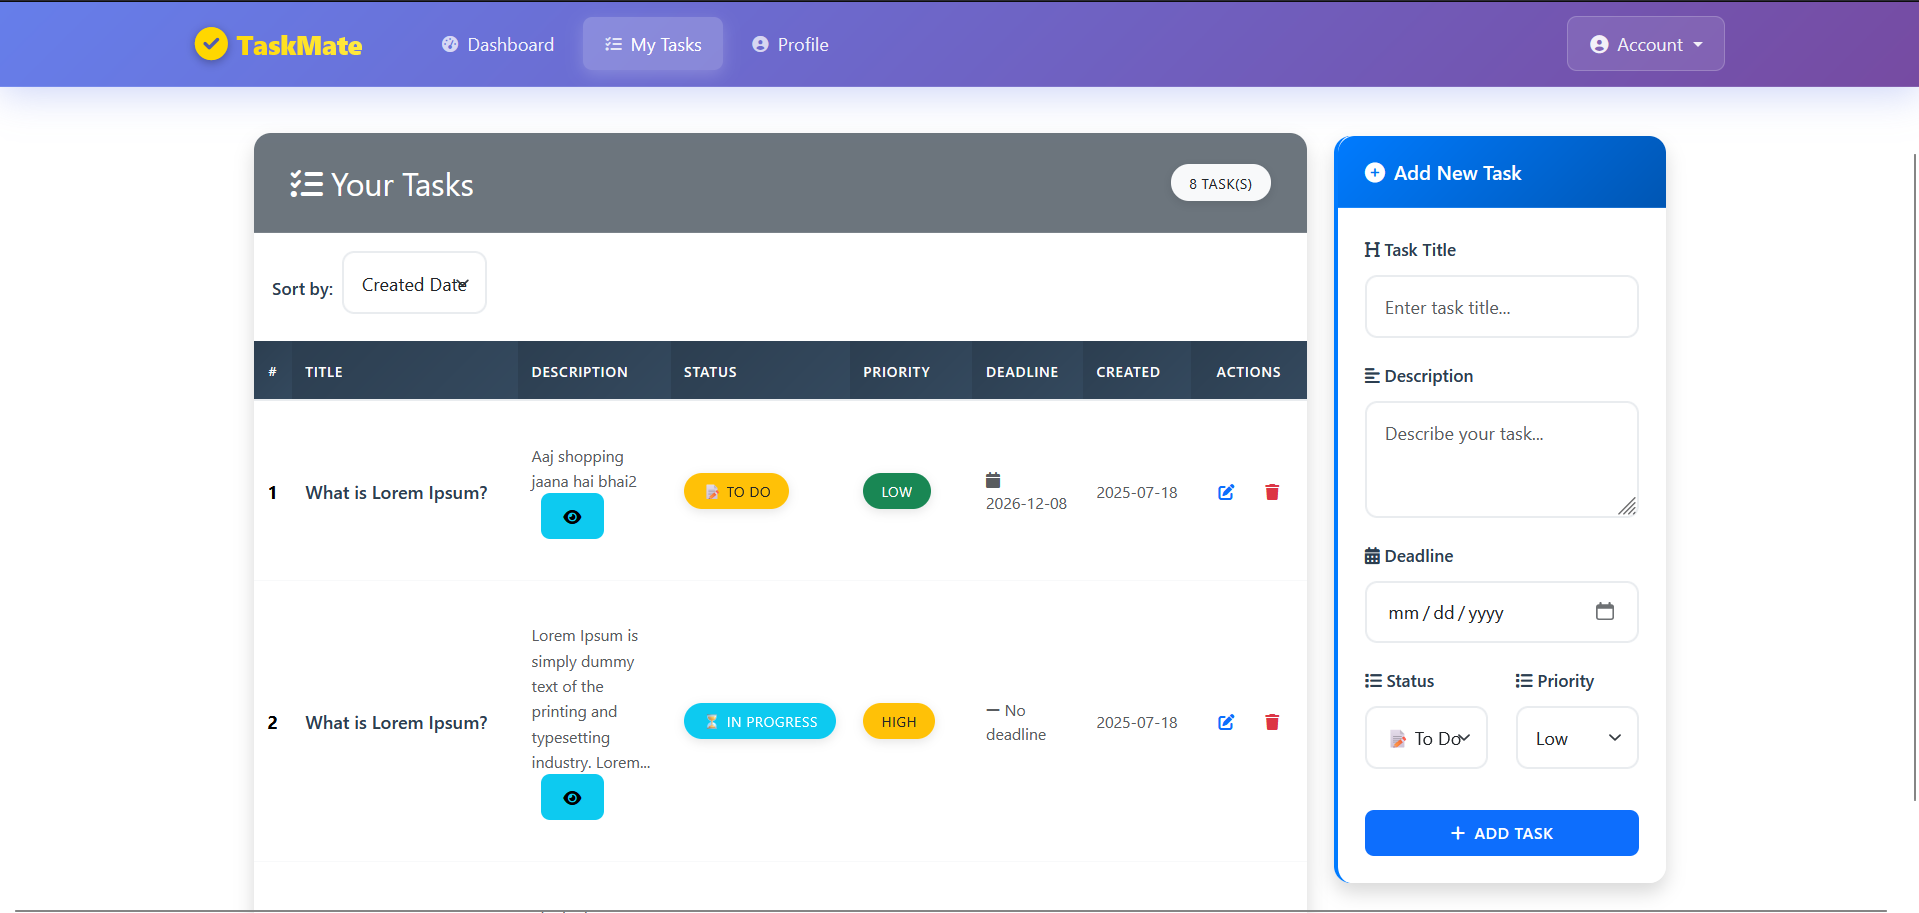 TaskMate
Dashboard
My Tasks
Profile
Account
Your Tasks
8 TASK(S)
Sort by:
Created Date
# TITLE DESCRIPTION STATUS PRIORITY DEADLINE CREATED ACTIONS
1 What is Lorem Ipsum?
Aaj shopping
jaana hai bhai2
TO DO
LOW
2026-12-08
2025-07-18
2 What is Lorem Ipsum?
Lorem Ipsum is
simply dummy
text of the
printing and
typesetting
industry. Lorem...
IN PROGRESS
HIGH
— No
deadline
2025-07-18
Add New Task
Task Title
Enter task title...
Description
Describe your task...
Deadline
mm/dd/yyyy
Status
Priority
To Do
Low
+ ADD TASK